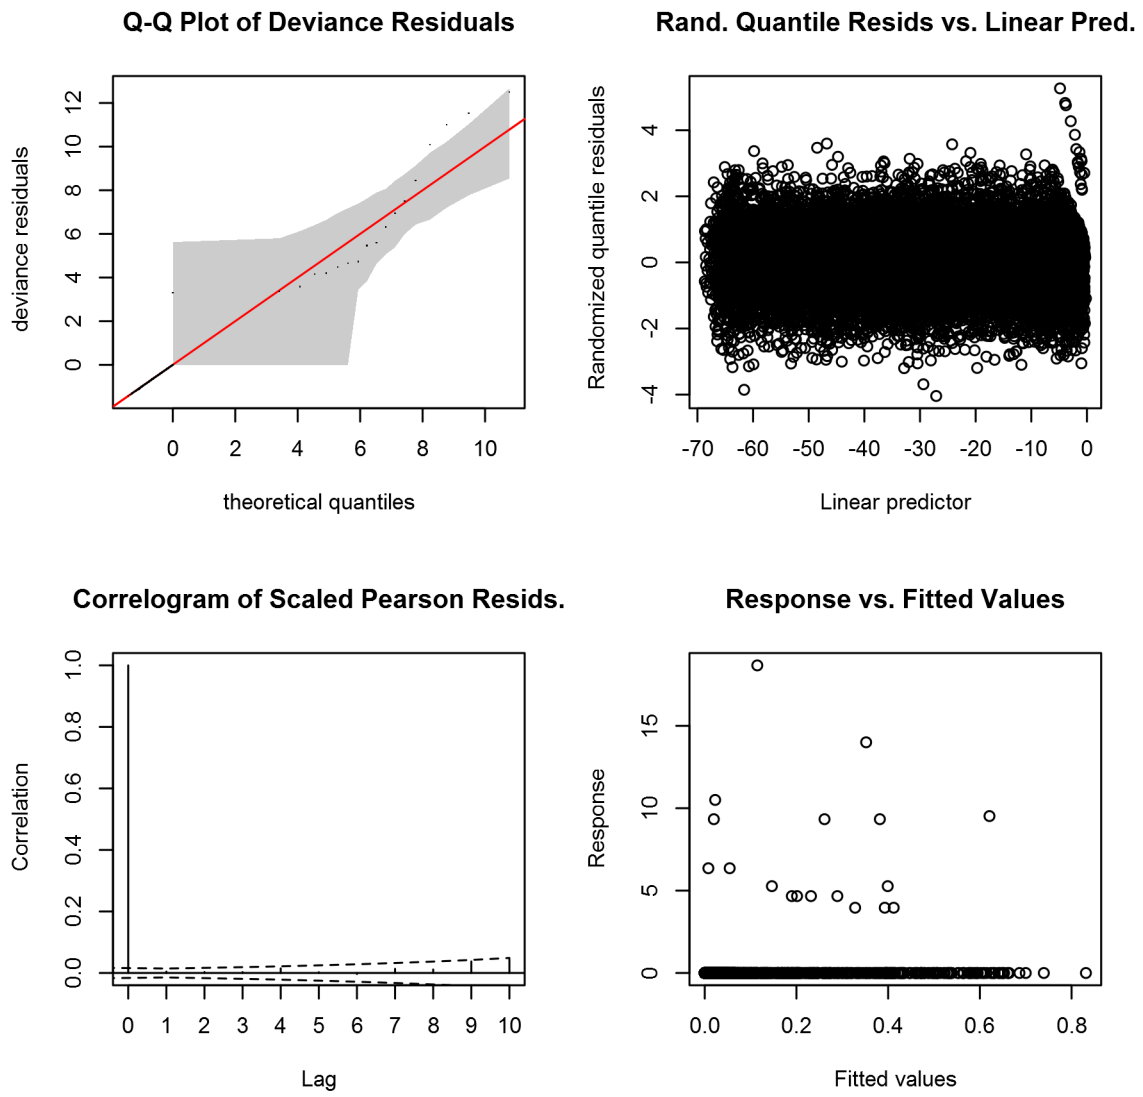 Q-Q Plot of Deviance Residuals
deviance residuals
12
10
8
6
4
2
0
0 2 4 6 8 10
theoretical quantiles
Rand. Quantile Resids vs. Linear Pred.
Randomized quantile residuals
4
2
0
-2
-4
-70 -60 -50 -40 -30 -20 -10 0
Linear predictor
Correlogram of Scaled Pearson Resids.
Correlation
1.0
0.8
0.6
0.4
0.2
0.0
0 1 2 3 4 5 6 7 8 9 10
Lag
Response vs. Fitted Values
Response
15
10
5
0
0.0 0.2 0.4 0.6 0.8
Fitted values